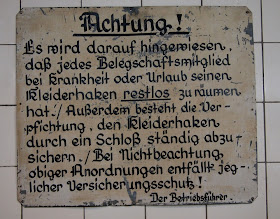 Achtung.!
Es wird darauf hingewiesen,
daß jedes Belegschaftsmitglied
bei Krankheit oder Urlaub seinen
Kleiderhaken restlos zu räumen
hat./ Außerdem besteht die Ver-
pflichtung, den Kleiderhaken
durch ein Schloß ständig abzu-
sichern./ Bei Nichtbeachtung
obiger Anordnungen entfällt jeg-
licher Versicherungsschutz!
Der Betriebsführer.